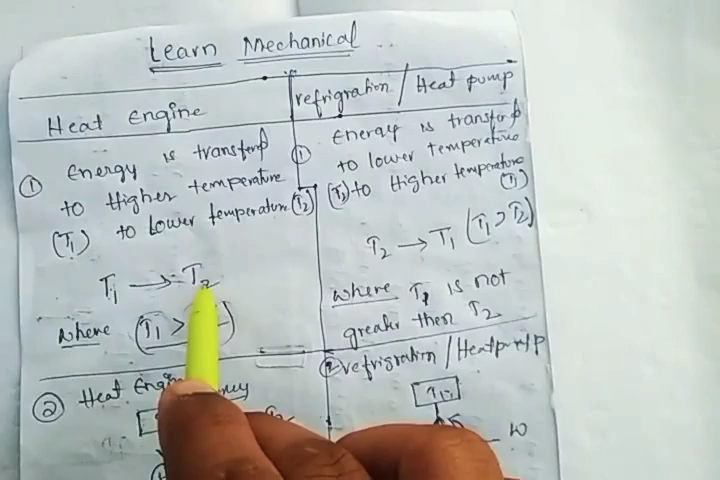 Learn Mechanical
Heat Engine
① Energy is transferd
to Higher temperature
(T1) to Lower temperature (T2)
T1 → T2
where (T1 >
② Heat Engine
refrigration / Heat pump
① Energy is transferd
to lower temperature
(T2) to Higher temperature
(T1)
T2 → T1 (T1 > T2)
where T1 is not
greater then T2
② refrigration / Heat pump
W